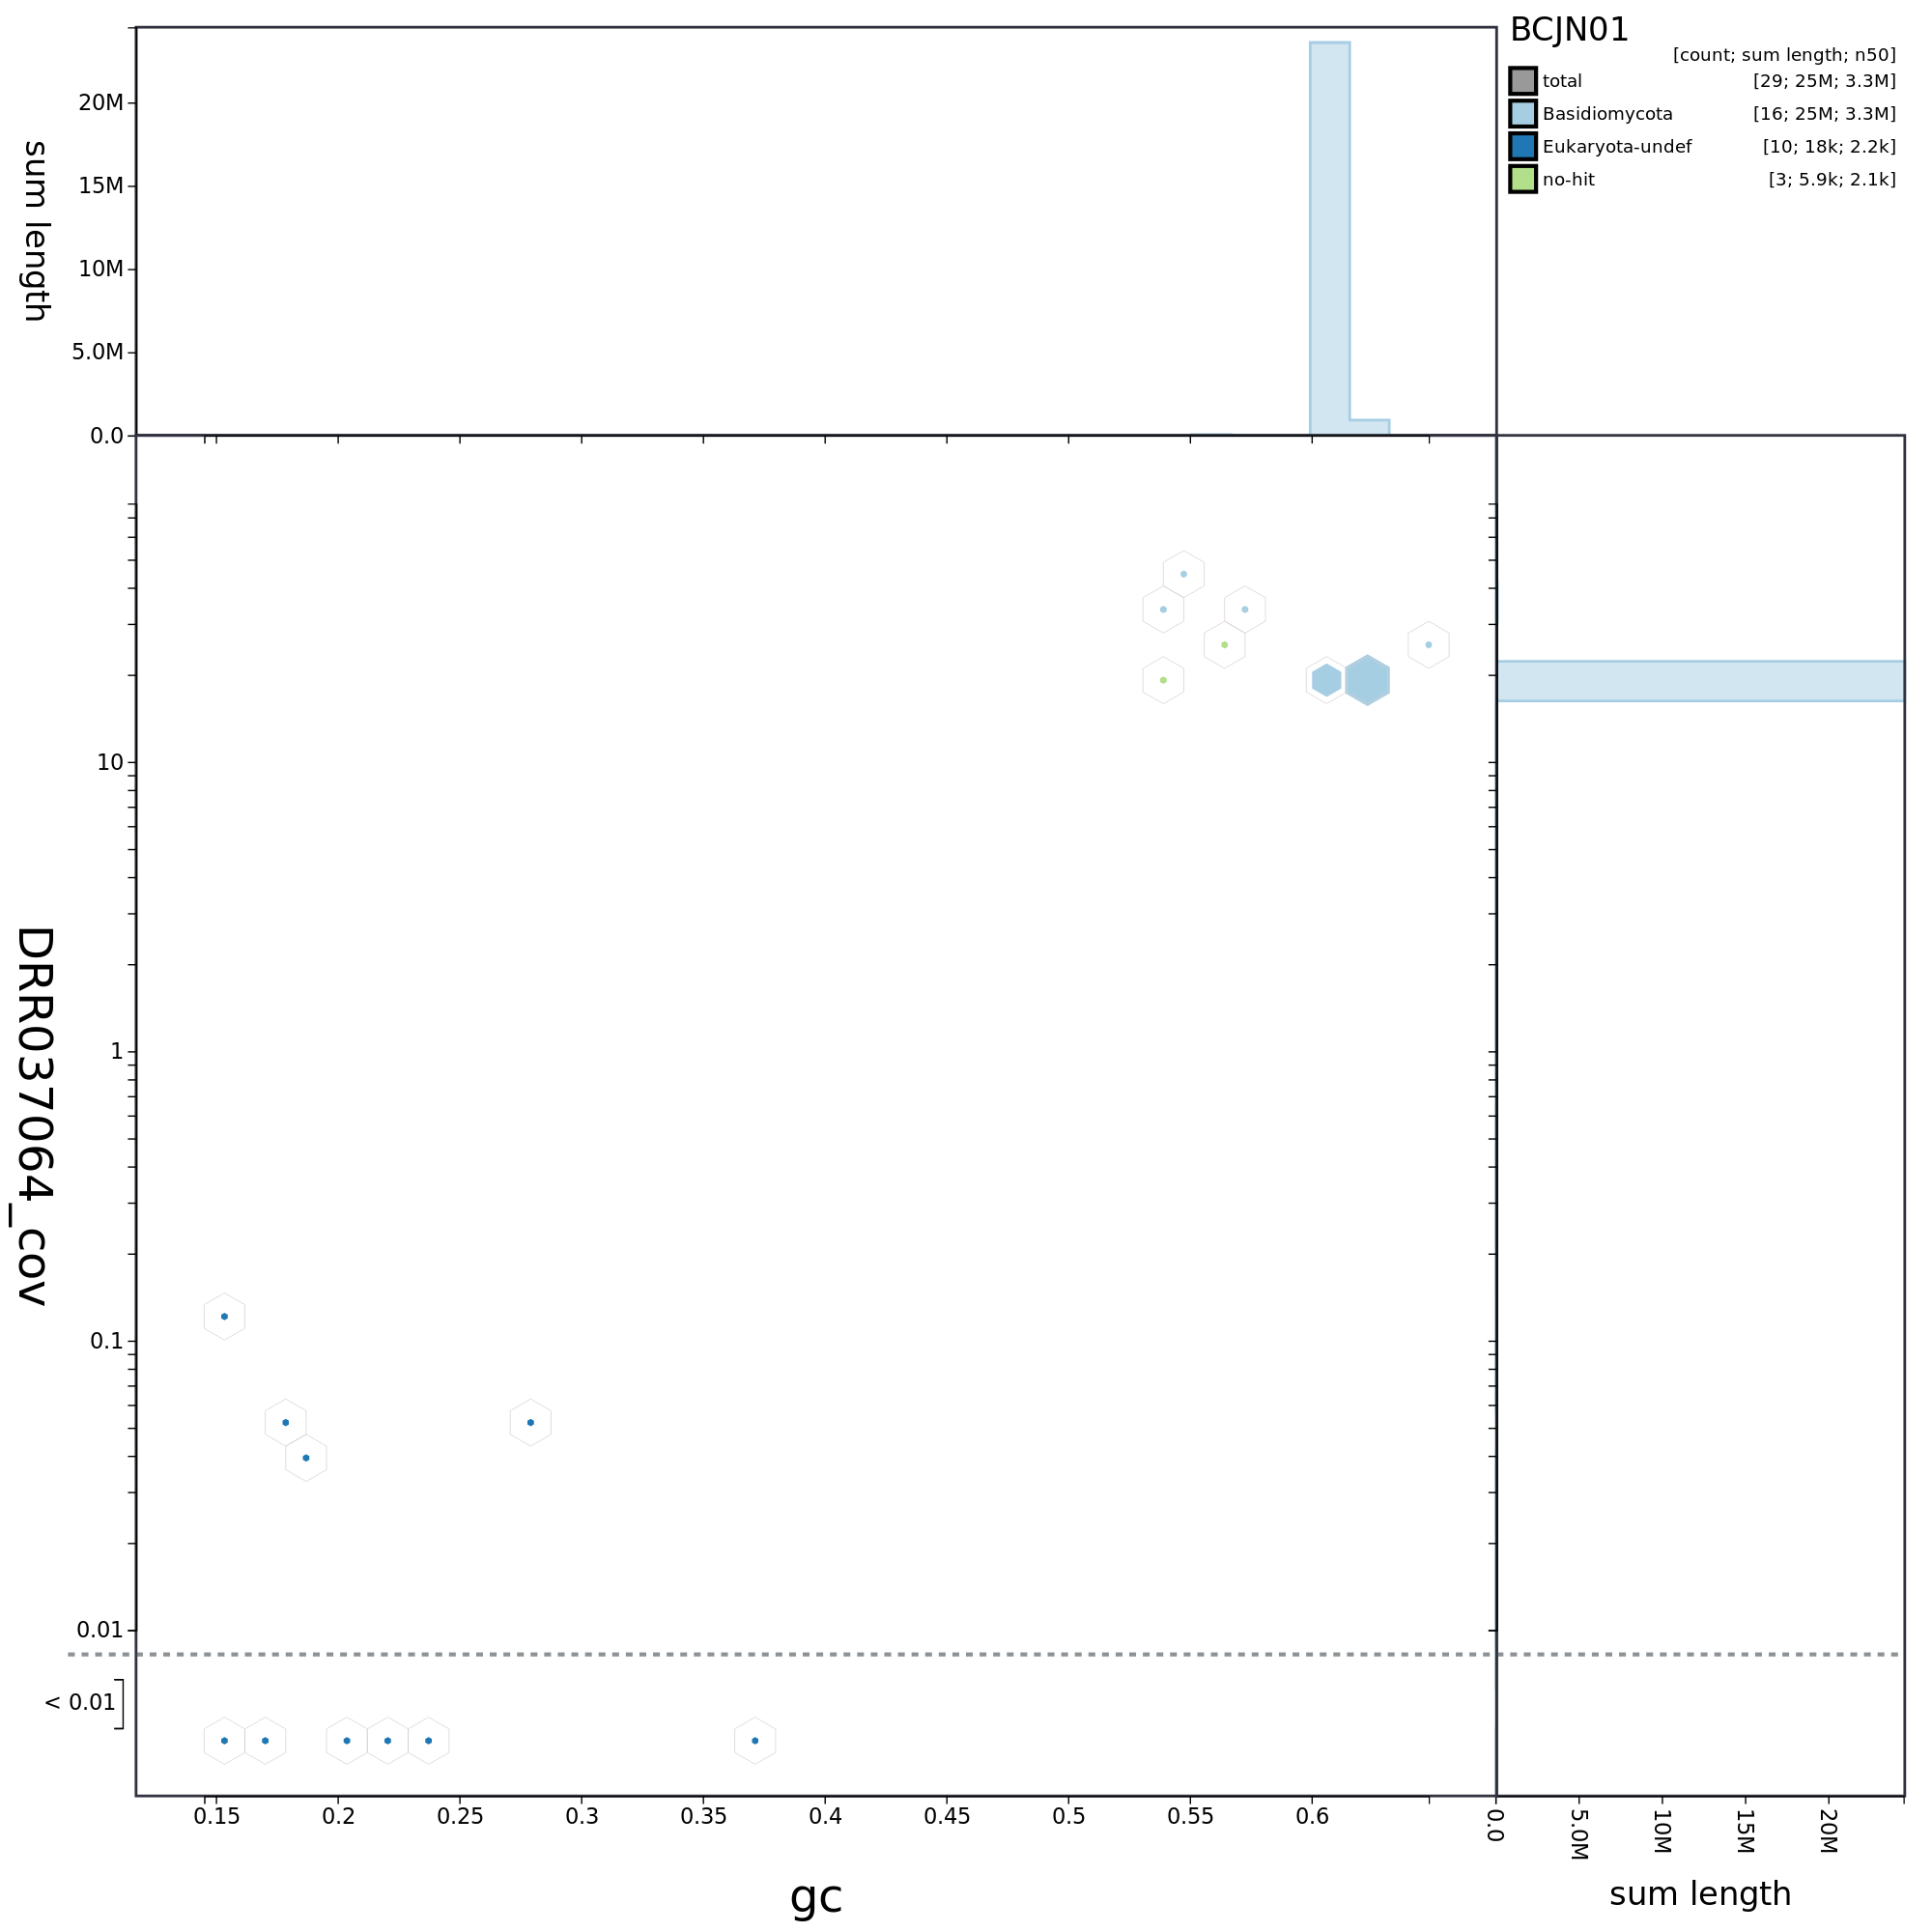 BCJN01
[count; sum length; n50]
total [29; 25M; 3.3M]
Basidiomycota [16; 25M; 3.3M]
Eukaryota-undef [10; 18k; 2.2k]
no-hit [3; 5.9k; 2.1k]
sum length
20M
15M
10M
5.0M
0.0
DRR037064_cov
10
1
0.1
0.01
< 0.01
0.15 0.2 0.25 0.3 0.35 0.4 0.45 0.5 0.55 0.6
gc
0.0 5.0M 10M 15M 20M
sum length